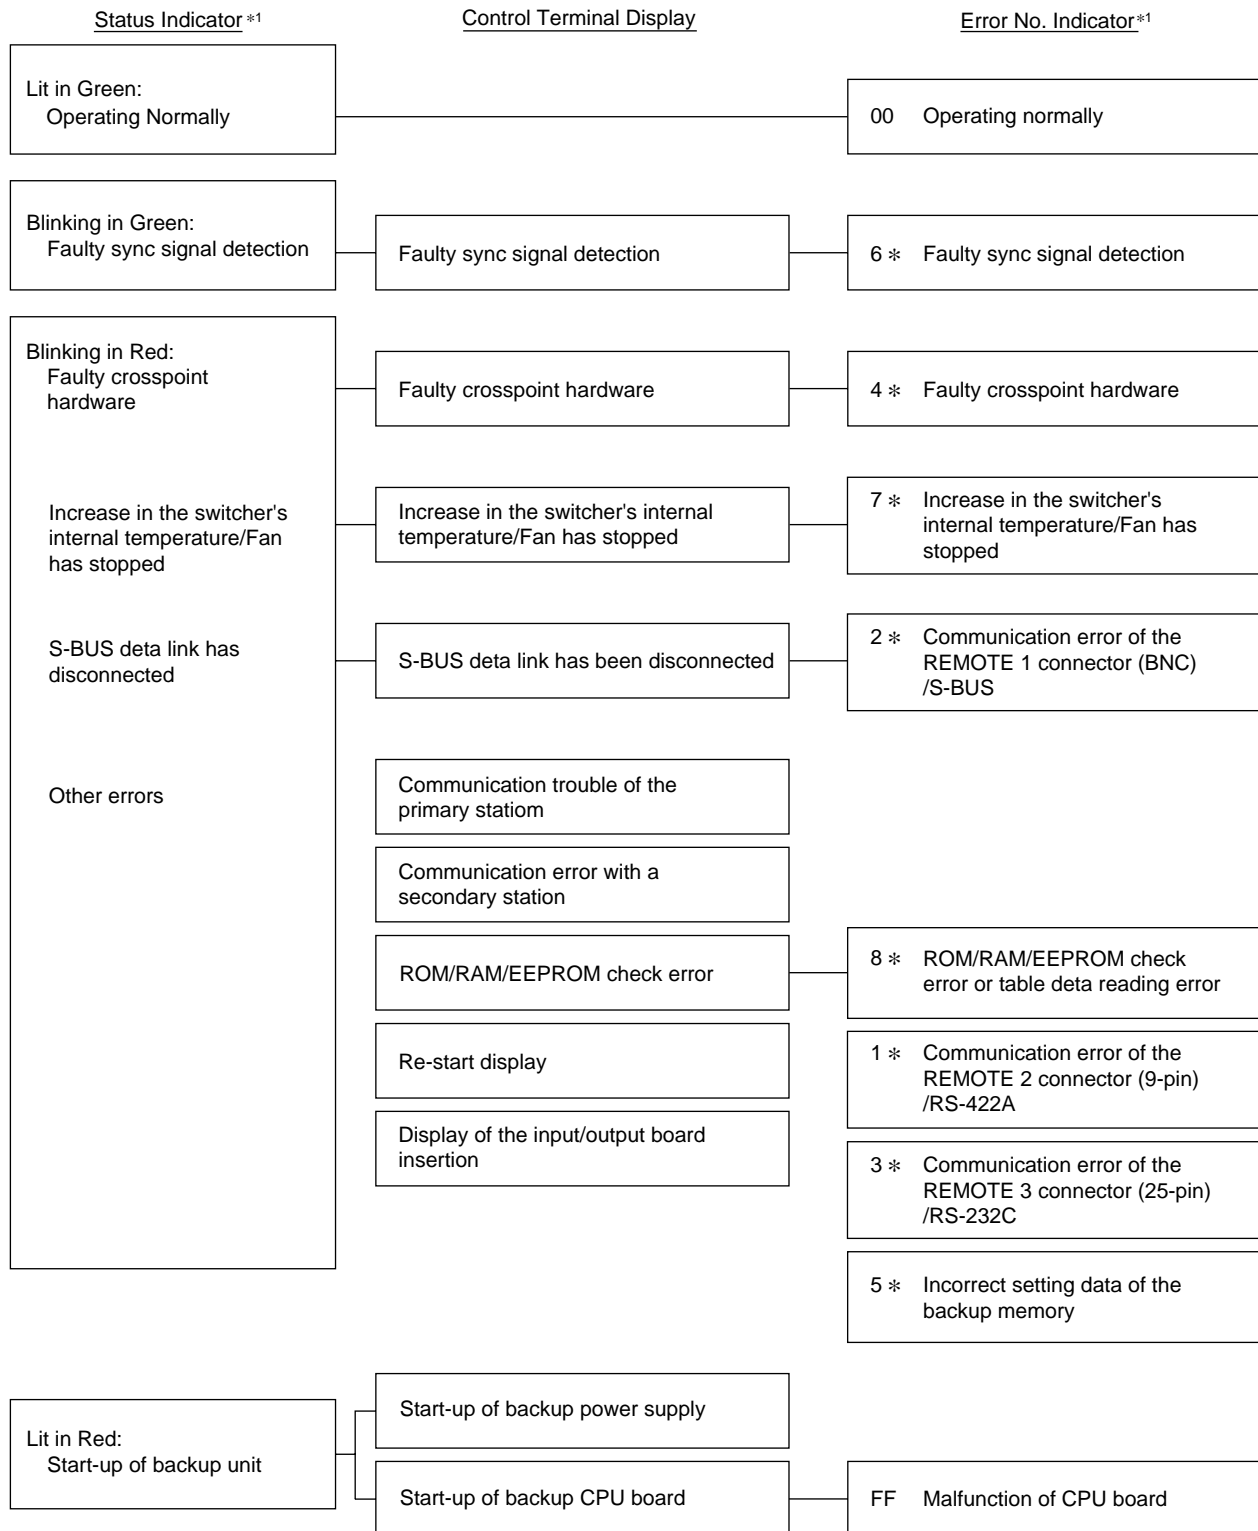 Status Indicator *1
Control Terminal Display
Error No. Indicator *1
Lit in Green:
Operating Normally
00 Operating normally
Blinking in Green:
Faulty sync signal detection
Faulty sync signal detection
6 * Faulty sync signal detection
Blinking in Red:
Faulty crosspoint
hardware
Faulty crosspoint hardware
4 * Faulty crosspoint hardware
Increase in the switcher's
internal temperature/Fan
has stopped
Increase in the switcher's internal
temperature/Fan has stopped
7 * Increase in the switcher's
internal temperature/Fan has
stopped
S-BUS deta link has
disconnected
S-BUS deta link has been disconnected
2 * Communication error of the
REMOTE 1 connector (BNC)
/S-BUS
Other errors
Communication trouble of the
primary statiom
Communication error with a
secondary station
ROM/RAM/EEPROM check error
8 * ROM/RAM/EEPROM check
error or table deta reading error
Re-start display
1 * Communication error of the
REMOTE 2 connector (9-pin)
/RS-422A
Display of the input/output board
insertion
3 * Communication error of the
REMOTE 3 connector (25-pin)
/RS-232C
5 * Incorrect setting data of the
backup memory
Lit in Red:
Start-up of backup unit
Start-up of backup power supply
Start-up of backup CPU board
FF Malfunction of CPU board